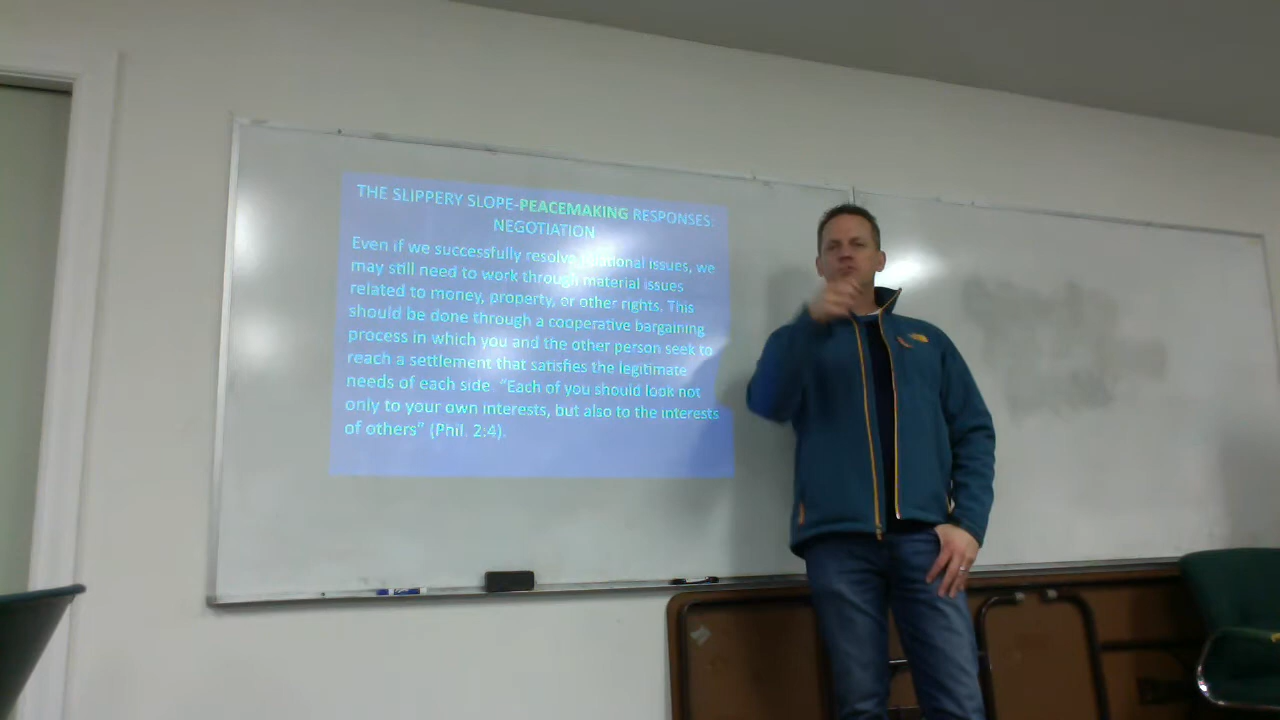 THE SLIPPERY SLOPE-PEACEMAKING RESPONSES:
NEGOTIATION
Even if we successfully resolve issues, we
may still need to work through material issues
related to money, property, or other rights. This
should be done through a cooperative bargaining
process in which you and the other person seek to
reach a settlement that satisfies the legitimate
needs of each side. “Each of you should look not
only to your own interests, but also to the interests
of others” (Phil. 2:4).